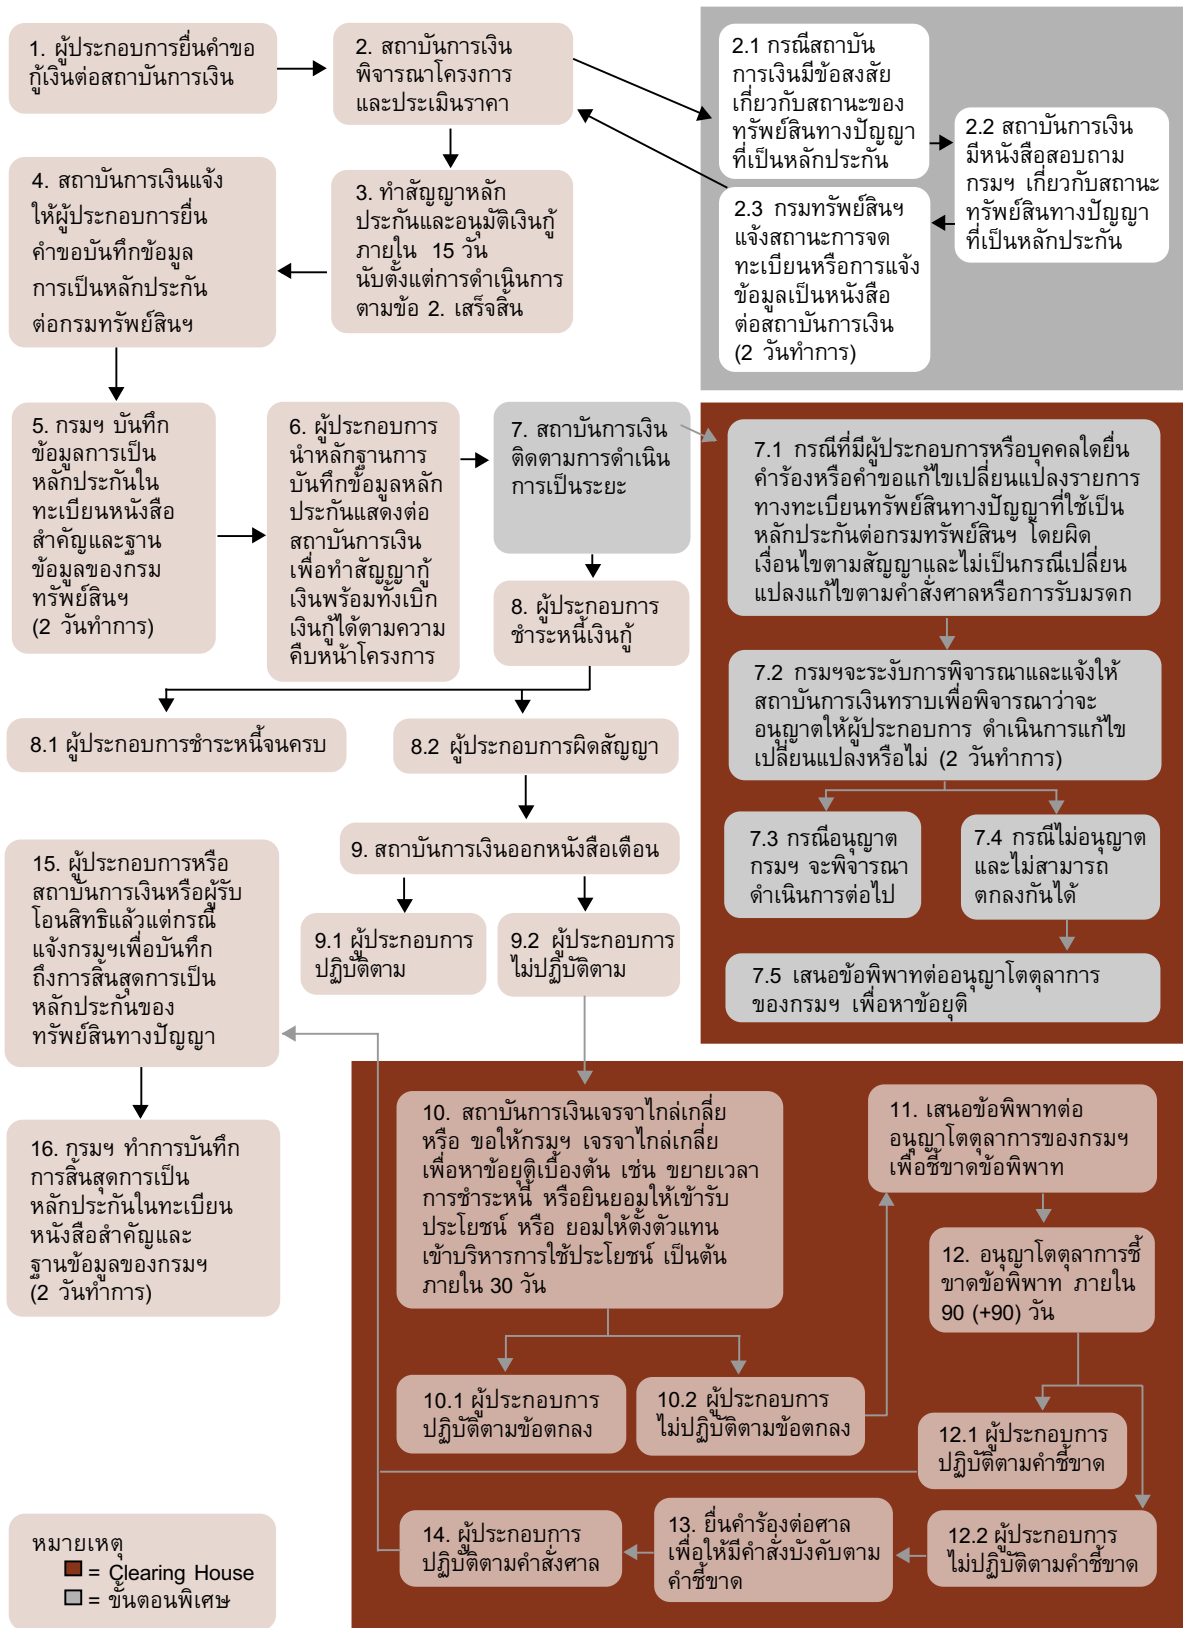 1. ผู้ประกอบการยื่นคำขอ
กู้เงินต่อสถาบันการเงิน
2. สถาบันการเงิน
พิจารณาโครงการ
และประเมินราคา
2.1 กรณีสถาบัน
การเงินมีข้อสงสัย
เกี่ยวกับสถานะของ
ทรัพย์สินทางปัญญา
ที่เป็นหลักประกัน
2.2 สถาบันการเงิน
มีหนังสือสอบถาม
กรมฯ เกี่ยวกับสถานะ
ทรัพย์สินทางปัญญา
ที่เป็นหลักประกัน
2.3 กรมทรัพย์สินฯ
แจ้งสถานะการจด
ทะเบียนหรือการแจ้ง
ข้อมูลเป็นหนังสือ
ต่อสถาบันการเงิน
(2 วันทำการ)
3. ทำสัญญาหลัก
ประกันและอนุมัติเงินกู้
ภายใน 15 วัน
นับตั้งแต่การดำเนินการ
ตามข้อ 2. เสร็จสิ้น
4. สถาบันการเงินแจ้ง
ให้ผู้ประกอบการยื่น
คำขอบันทึกข้อมูล
การเป็นหลักประกัน
ต่อกรมทรัพย์สินฯ
5. กรมฯ บันทึก
ข้อมูลการเป็น
หลักประกันใน
ทะเบียนหนังสือ
สำคัญและฐาน
ข้อมูลของกรม
ทรัพย์สินฯ
(2 วันทำการ)
6. ผู้ประกอบการ
นำหลักฐานการ
บันทึกข้อมูลหลัก
ประกันแสดงต่อ
สถาบันการเงิน
เพื่อทำสัญญากู้
เงินพร้อมทั้งเบิก
เงินกู้ได้ตามความ
คืบหน้าโครงการ
7. สถาบันการเงิน
ติดตามการดำเนิน
การเป็นระยะ
7.1 กรณีที่มีผู้ประกอบการหรือบุคคลใดยื่น
คำร้องหรือคำขอแก้ไขเปลี่ยนแปลงรายการ
ทางทะเบียนทรัพย์สินทางปัญญาที่ใช้เป็น
หลักประกันต่อกรมทรัพย์สินฯ โดยผิด
เงื่อนไขตามสัญญาและไม่เป็นกรณีเปลี่ยน
แปลงแก้ไขตามคำสั่งศาลหรือการรับมรดก
7.2 กรมฯจะระงับการพิจารณาและแจ้งให้
สถาบันการเงินทราบเพื่อพิจารณาว่าจะ
อนุญาตให้ผู้ประกอบการ ดำเนินการแก้ไข
เปลี่ยนแปลงหรือไม่ (2 วันทำการ)
7.3 กรณีอนุญาต
กรมฯ จะพิจารณา
ดำเนินการต่อไป
7.4 กรณีไม่อนุญาต
และไม่สามารถ
ตกลงกันได้
7.5 เสนอข้อพิพาทต่ออนุญาโตตุลาการ
ของกรมฯ เพื่อหาข้อยุติ
8. ผู้ประกอบการ
ชำระหนี้เงินกู้
8.1 ผู้ประกอบการชำระหนี้จนครบ
8.2 ผู้ประกอบการผิดสัญญา
9. สถาบันการเงินออกหนังสือเตือน
9.1 ผู้ประกอบการ
ปฏิบัติตาม
9.2 ผู้ประกอบการ
ไม่ปฏิบัติตาม
15. ผู้ประกอบการหรือ
สถาบันการเงินหรือผู้รับ
โอนสิทธิแล้วแต่กรณี
แจ้งกรมฯเพื่อบันทึก
ถึงการสิ้นสุดการเป็น
หลักประกันของ
ทรัพย์สินทางปัญญา
16. กรมฯ ทำการบันทึก
การสิ้นสุดการเป็น
หลักประกันในทะเบียน
หนังสือสำคัญและ
ฐานข้อมูลของกรมฯ
(2 วันทำการ)
10. สถาบันการเงินเจรจาไกล่เกลี่ย
หรือ ขอให้กรมฯ เจรจาไกล่เกลี่ย
เพื่อหาข้อยุติเบื้องต้น เช่น ขยายเวลา
การชำระหนี้ หรือยินยอมให้เข้ารับ
ประโยชน์ หรือ ยอมให้ตั้งตัวแทน
เข้าบริหารการใช้ประโยชน์ เป็นต้น
ภายใน 30 วัน
10.1 ผู้ประกอบการ
ปฏิบัติตามข้อตกลง
10.2 ผู้ประกอบการ
ไม่ปฏิบัติตามข้อตกลง
11. เสนอข้อพิพาทต่อ
อนุญาโตตุลาการของกรมฯ
เพื่อชี้ขาดข้อพิพาท
12. อนุญาโตตุลาการชี้
ขาดข้อพิพาท ภายใน
90 (+90) วัน
12.1 ผู้ประกอบการ
ปฏิบัติตามคำชี้ขาด
12.2 ผู้ประกอบการ
ไม่ปฏิบัติตามคำชี้ขาด
13. ยื่นคำร้องต่อศาล
เพื่อให้มีคำสั่งบังคับตาม
คำชี้ขาด
14. ผู้ประกอบการ
ปฏิบัติตามคำสั่งศาล
หมายเหตุ
= Clearing House
= ขั้นตอนพิเศษ